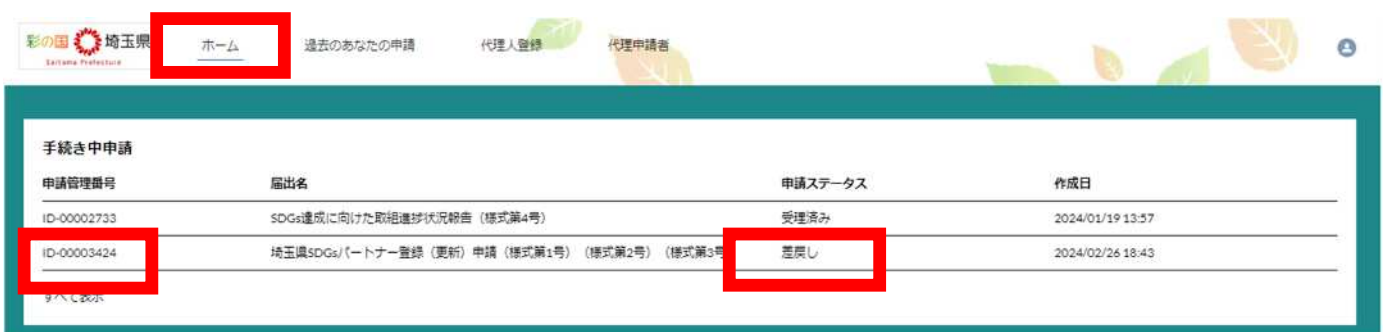 彩の国 埼玉県
Saitama Prefecture
ホーム 過去のあなたの申請 代理人登録 代理申請者
手続き中申請
申請管理番号 届出名 申請ステータス 作成日
ID-00002733 SDGs達成に向けた取組進捗状況報告（様式第4号） 受理済み 2024/01/19 13:57
ID-00003424 埼玉県SDGsパートナー登録（更新）申請（様式第1号）（様式第2号）（様式第3号 差戻し 2024/02/26 18:43
すべて表示